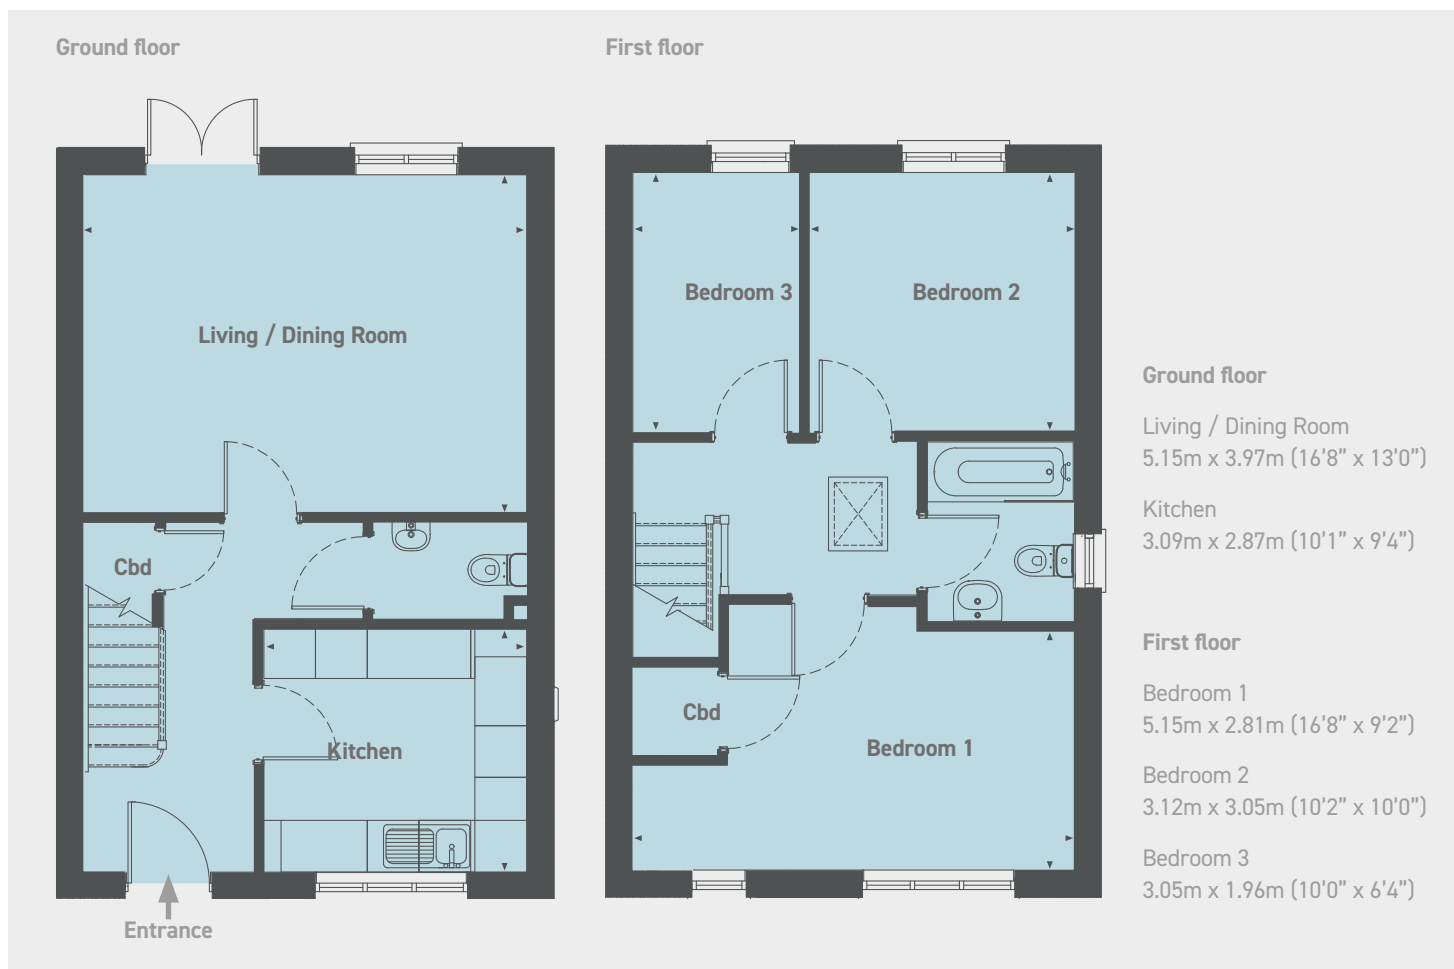 Ground floor
First floor
Living / Dining Room
Cbd
Kitchen
Entrance
Bedroom 3
Bedroom 2
Cbd
Bedroom 1
Ground floor
Living / Dining Room
5.15m x 3.97m (16'8” x 13'0”)
Kitchen
3.09m x 2.87m (10'1” x 9'4”)
First floor
Bedroom 1
5.15m x 2.81m (16'8” x 9'2”)
Bedroom 2
3.12m x 3.05m (10'2” x 10'0”)
Bedroom 3
3.05m x 1.96m (10'0” x 6'4”)